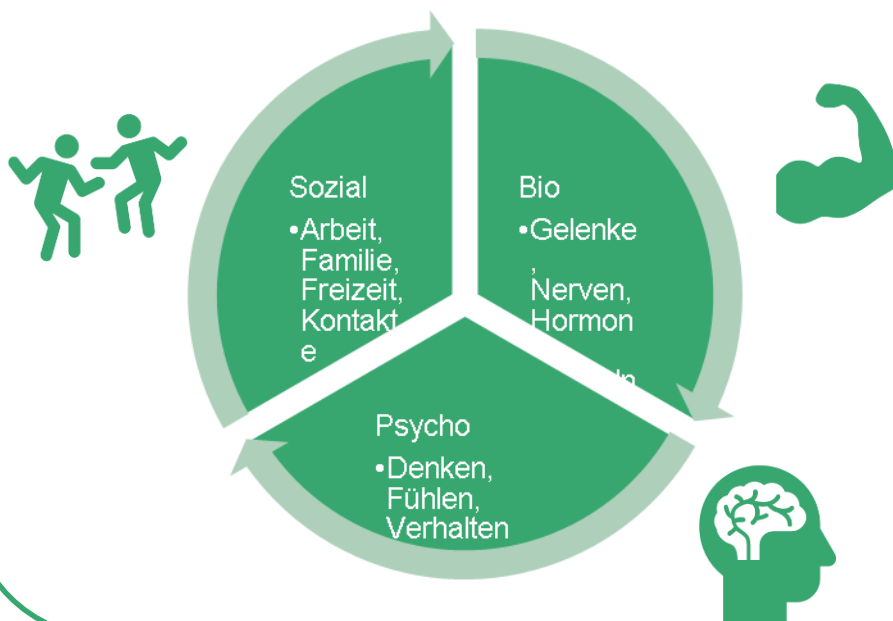 Sozial
•Arbeit,
Familie,
Freizeit,
Kontakt
e
Bio
•Gelenke
,
Nerven,
Hormon
Psycho
•Denken,
Fühlen,
Verhalten